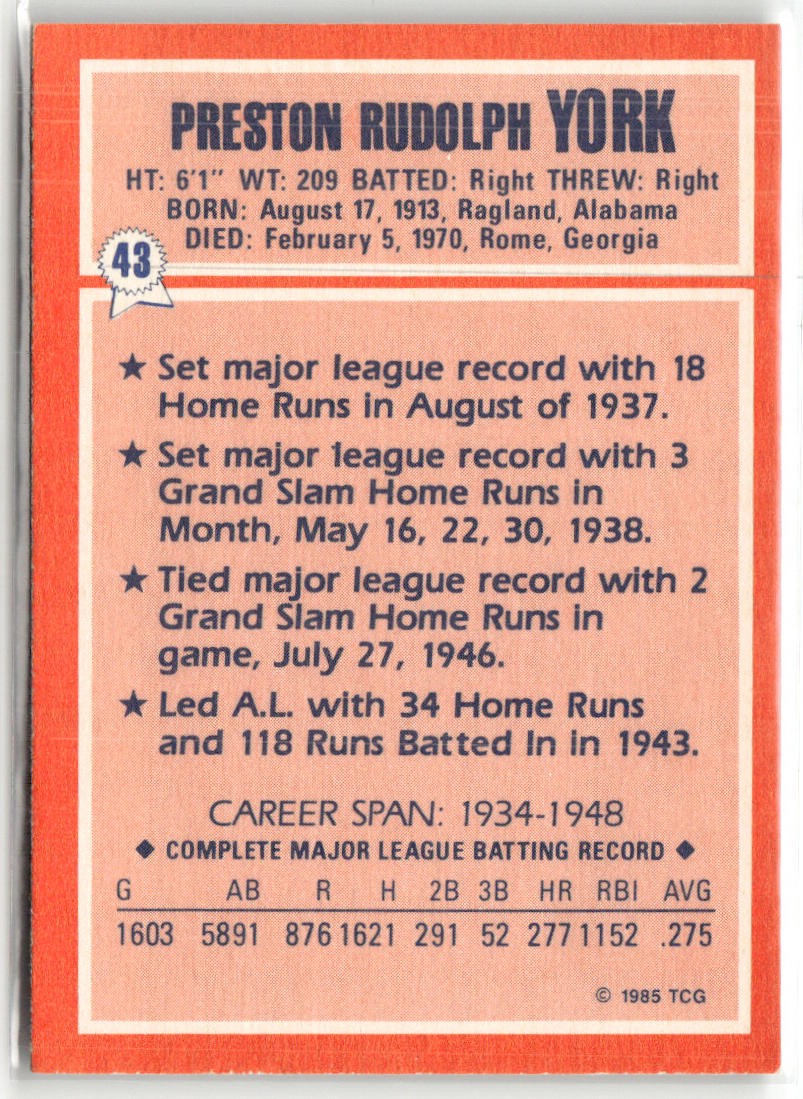 PRESTON RUDOLPH YORK
HT: 6'1" WT: 209 BATTED: Right THREW: Right
BORN: August 17, 1913, Ragland, Alabama
DIED: February 5, 1970, Rome, Georgia
43
★ Set major league record with 18
Home Runs in August of 1937.
★ Set major league record with 3
Grand Slam Home Runs in
Month, May 16, 22, 30, 1938.
★ Tied major league record with 2
Grand Slam Home Runs in
game, July 27, 1946.
★ Led A.L. with 34 Home Runs
and 118 Runs Batted In in 1943.
CAREER SPAN: 1934-1948
◆ COMPLETE MAJOR LEAGUE BATTING RECORD ◆
G AB R H 2B 3B HR RBI AVG
1603 5891 876 1621 291 52 277 1152 .275
© 1985 TCG